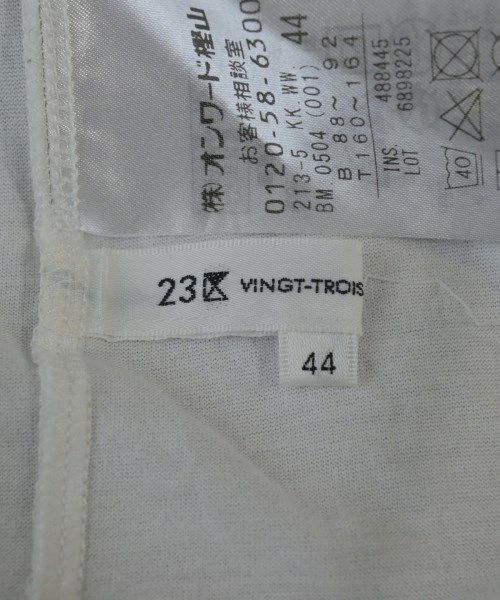 (株)オンワード樫山
お客様相談室
0120-58-6300
213-5 KK.WW 44
BM.0504 (001)
B 88～ 92
T160～164
INS. 488445
LOT 6898225
40
23区 VINGT-TROIS
44